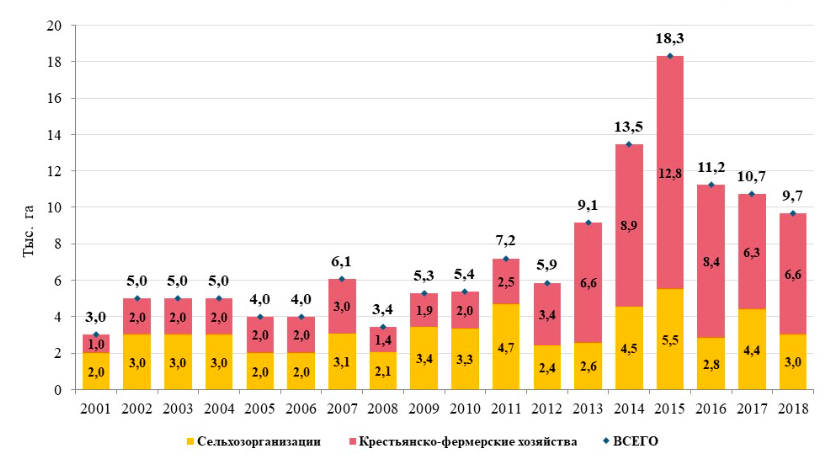 Тыс. га
20
18
16
14
12
10
8
6
4
2
0
3,0 5,0 5,0 5,0 4,0 4,0 6,1 3,4 5,3 5,4 7,2 5,9 9,1 13,5 18,3 11,2 10,7 9,7
1,0 2,0 2,0 2,0 2,0 2,0 3,0 1,4 1,9 2,0 2,5 3,4 6,6 8,9 12,8 8,4 6,3 6,6
2,0 3,0 3,0 3,0 2,0 2,0 3,1 2,1 3,4 3,3 4,7 2,4 2,6 4,5 5,5 2,8 4,4 3,0
2001 2002 2003 2004 2005 2006 2007 2008 2009 2010 2011 2012 2013 2014 2015 2016 2017 2018
Сельхозорганизации Крестьянско-фермерские хозяйства ВСЕГО